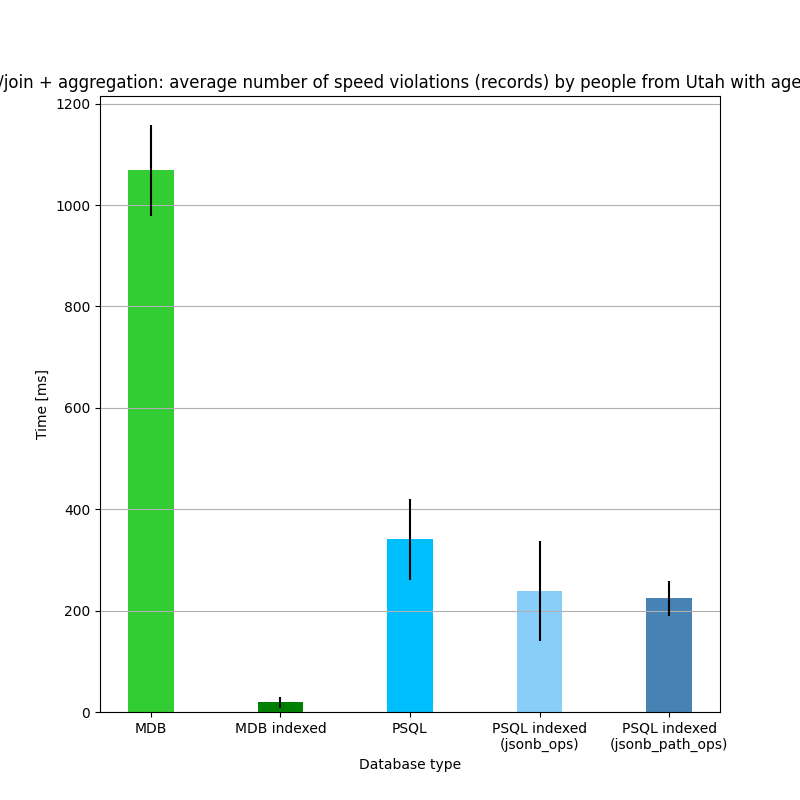 /join + aggregation: average number of speed violations (records) by people from Utah with age
1200
1000
800
600
400
200
0
Time [ms]
MDB
MDB indexed
PSQL
PSQL indexed
(jsonb_ops)
PSQL indexed
(jsonb_path_ops)
Database type